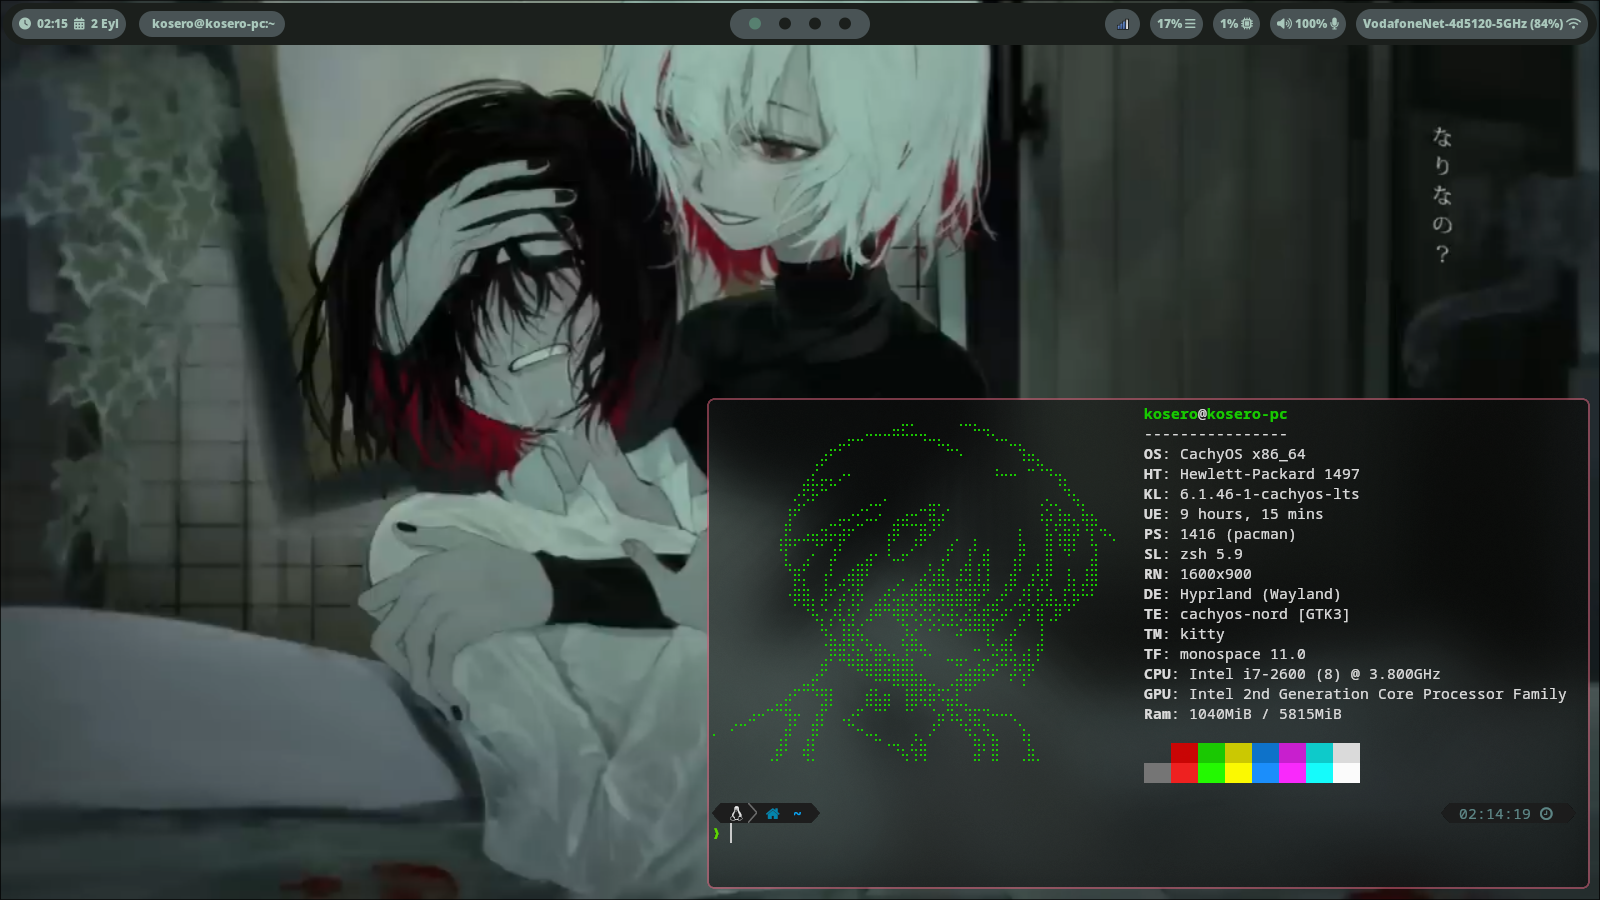 02:15 2 Eyl
kosero@kosero-pc:~
17%
1%
100%
VodafoneNet-4d5120-5GHz (84%)
なりなの？
kosero@kosero-pc
----------------
OS: CachyOS x86_64
HT: Hewlett-Packard 1497
KL: 6.1.46-1-cachyos-lts
UE: 9 hours, 15 mins
PS: 1416 (pacman)
SL: zsh 5.9
RN: 1600x900
DE: Hyprland (Wayland)
TE: cachyos-nord [GTK3]
TM: kitty
TF: monospace 11.0
CPU: Intel i7-2600 (8) @ 3.800GHz
GPU: Intel 2nd Generation Core Processor Family
Ram: 1040MiB / 5815MiB
~
02:14:19
❯